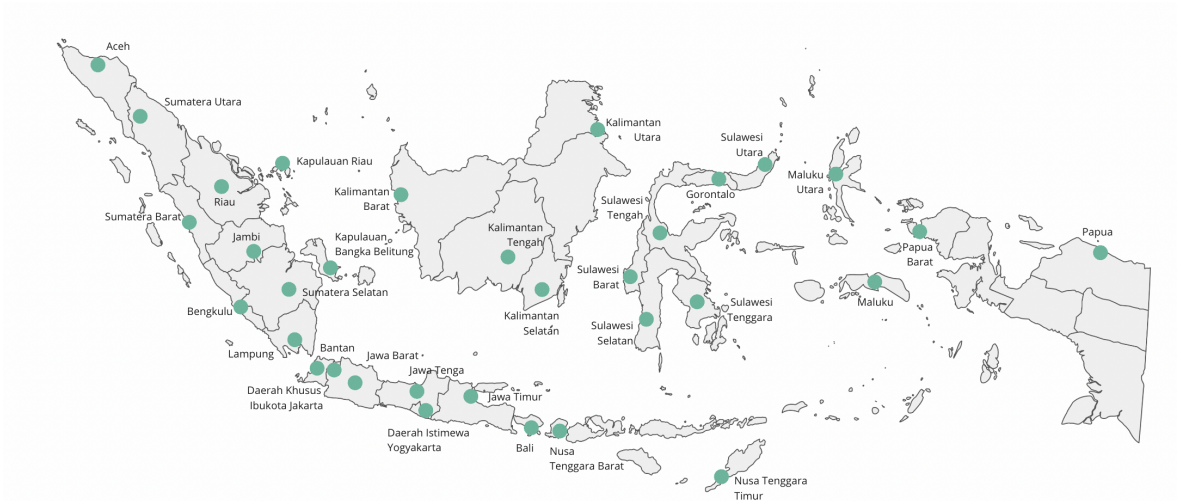 Aceh
Sumatera Utara
Kapulauan Riau
Riau
Sumatera Barat
Jambi
Kapulauan
Bangka Belitung
Sumatera Selatan
Bengkulu
Lampung
Bantan
Daerah Khusus
Ibukota Jakarta
Jawa Barat
Jawa Tenga
Jawa Timur
Daerah Istimewa
Yogyakarta
Bali
Nusa
Tenggara Barat
Nusa Tenggara
Timur
Kalimantan
Barat
Kalimantan
Tengah
Kalimantan
Selatan
Kalimantan
Utara
Sulawesi
Utara
Gorontalo
Sulawesi
Tengah
Sulawesi
Barat
Sulawesi
Selatan
Sulawesi
Tenggara
Maluku
Utara
Maluku
Papua
Barat
Papua